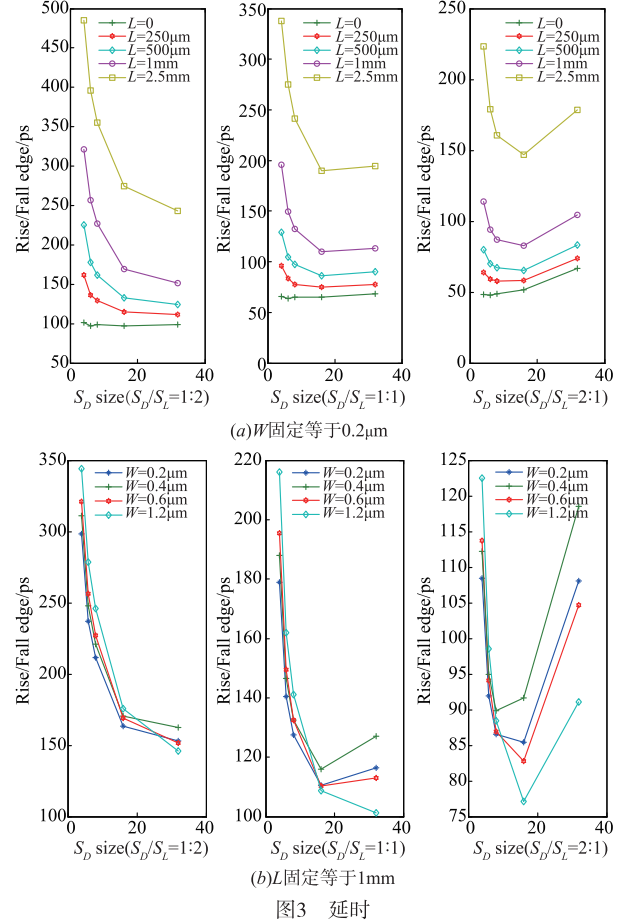 500
450
400
350
300
250
200
150
100
50
0 20 40
Rise/Fall edge/ps
L=0
L=250μm
L=500μm
L=1mm
L=2.5mm
S_D size(S_D/S_L=1:2)
350
300
250
200
150
100
50
0
0 20 40
Rise/Fall edge/ps
L=0
L=250μm
L=500μm
L=1mm
L=2.5mm
S_D size(S_D/S_L=1:1)
250
200
150
100
50
0
0 20 40
Rise/Fall edge/ps
L=0
L=250μm
L=500μm
L=1mm
L=2.5mm
S_D size(S_D/S_L=2:1)
(a)W固定等于0.2μm
350
300
250
200
150
100
0 20 40
Rise/Fall edge/ps
W=0.2μm
W=0.4μm
W=0.6μm
W=1.2μm
S_D size(S_D/S_L=1:2)
220
200
180
160
140
120
100
0 20 40
Rise/Fall edge/ps
W=0.2μm
W=0.4μm
W=0.6μm
W=1.2μm
S_D size(S_D/S_L=1:1)
125
120
115
110
105
100
95
90
85
80
75
0 20 40
Rise/Fall edge/ps
W=0.2μm
W=0.4μm
W=0.6μm
W=1.2μm
S_D size(S_D/S_L=2:1)
(b)L固定等于1mm
图3 延时